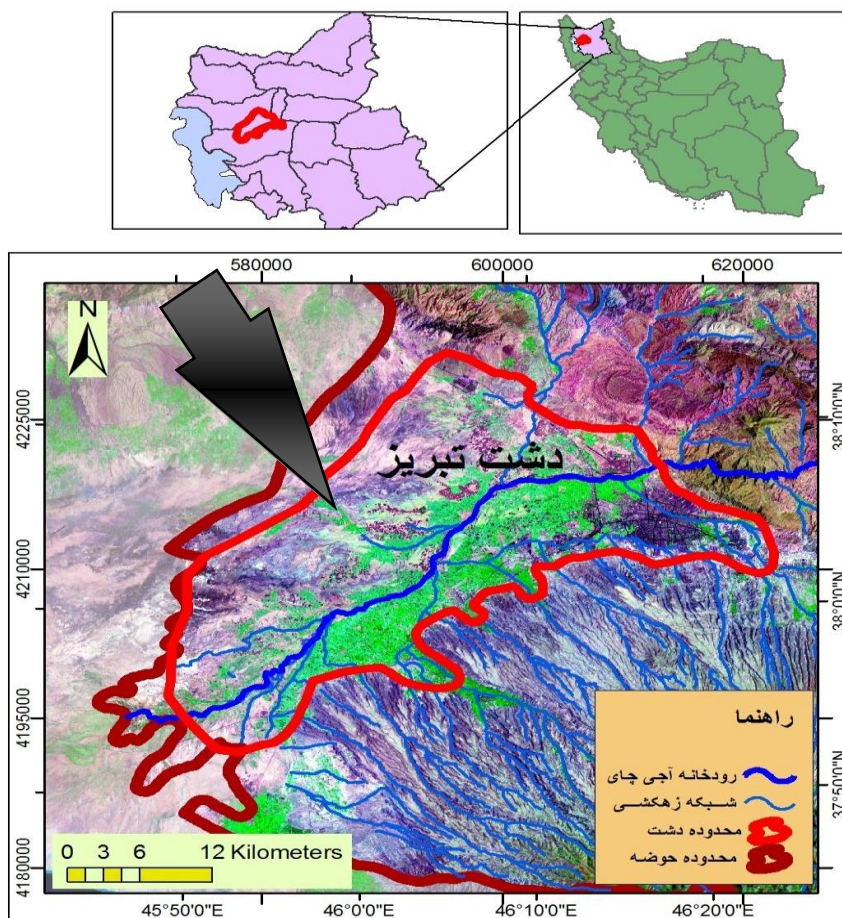 580000
600000
620000
N
4225000
4210000
4195000
4180000
دشت تبریز
38°10'0"N
38°0'0"N
37°50'0"N
راهنما
رودخانه آجی چای
شبکه زهکشی
محدوده دشت
محدوده حوضه
0 3 6 12 Kilometers
45°50'0"E
46°0'0"E
46°10'0"E
46°20'0"E